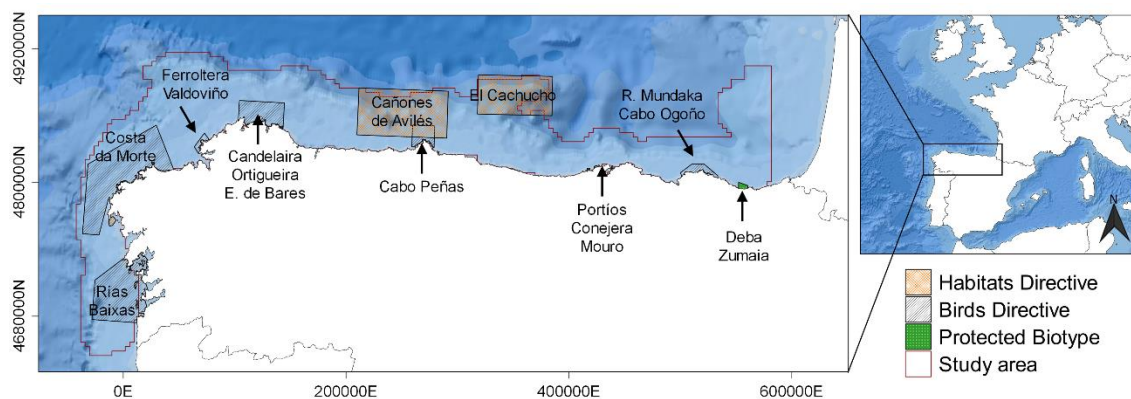 4920000N
4800000N
4680000N
0E
200000E
400000E
600000E
Ferroltera
Valdoviño
Costa
da Morte
Candelaira
Ortigueira
E. de Bares
Cañones
de Avilés
Cabo Peñas
El Cachucho
R. Mundaka
Cabo Ogoño
Portíos
Conejera
Mouro
Deba
Zumaia
Rías
Baixas
N
Habitats Directive
Birds Directive
Protected Biotype
Study area